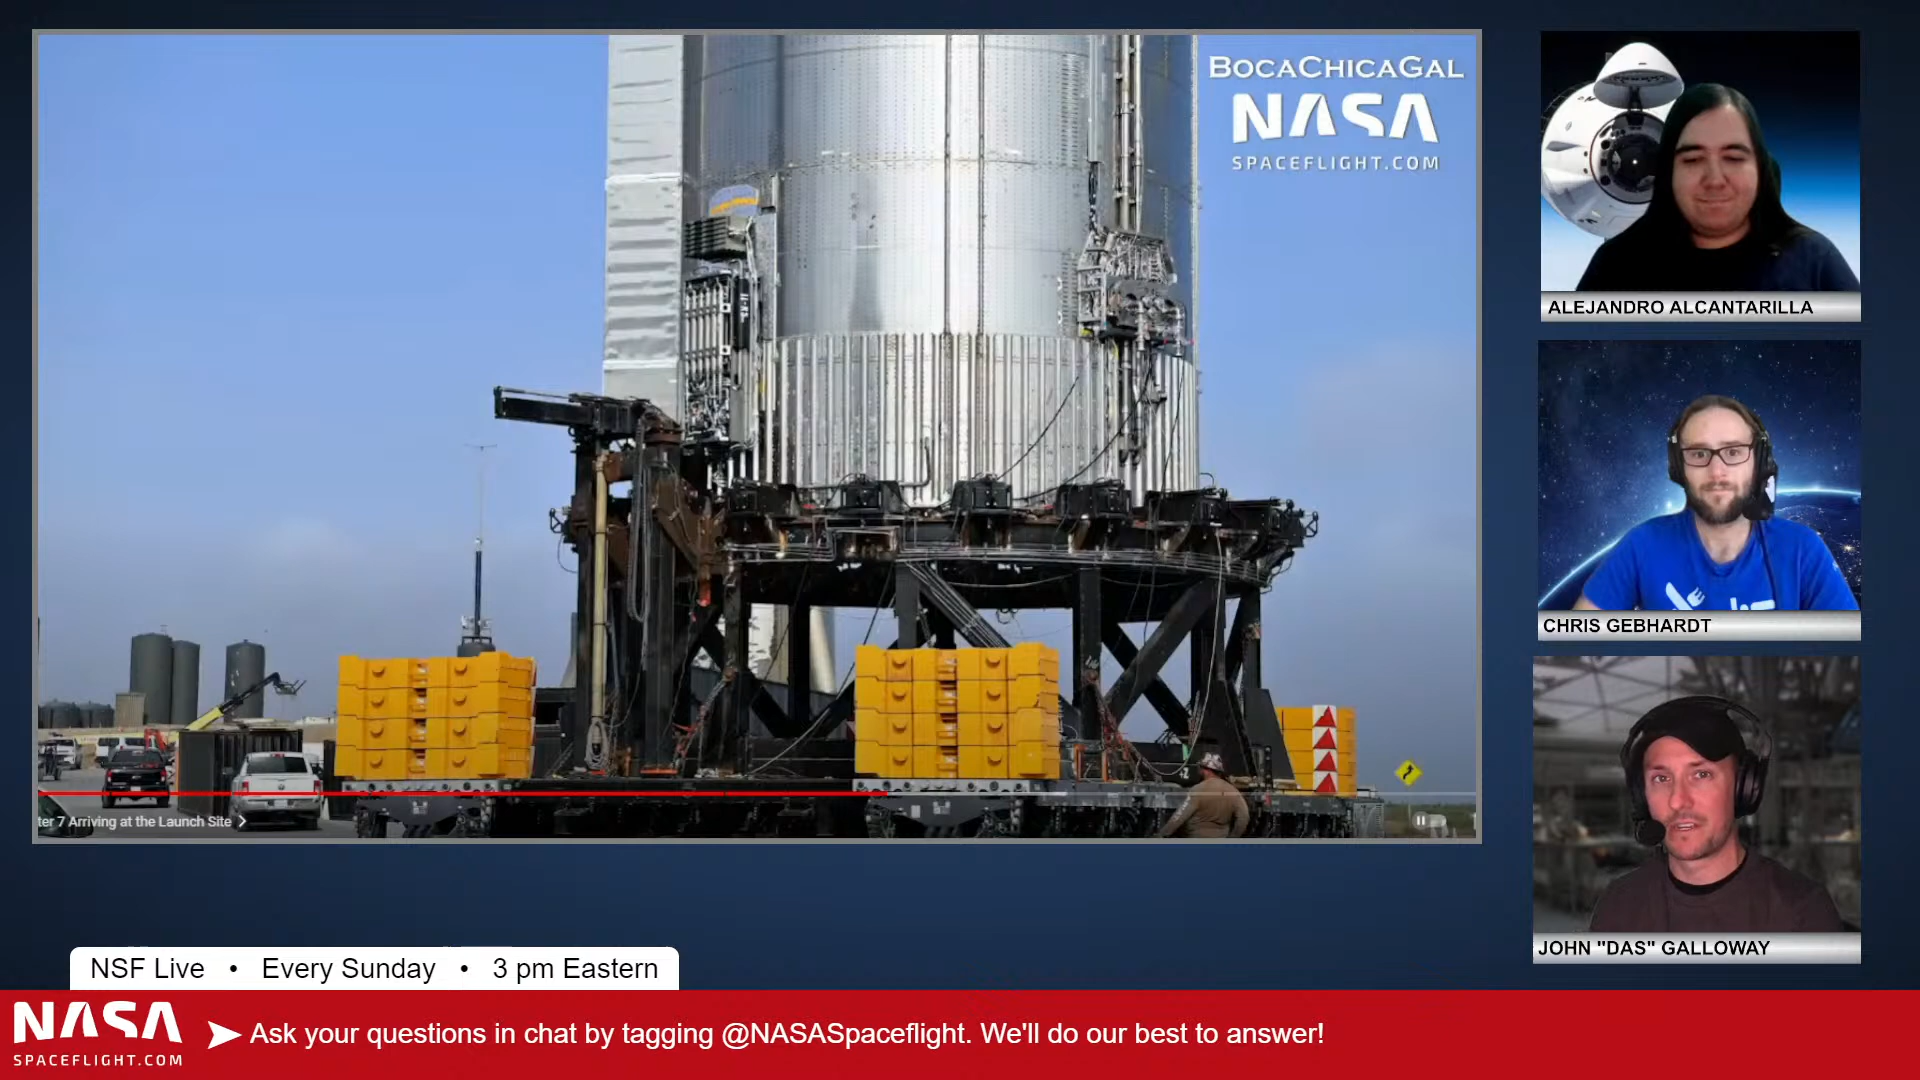 BOCACHICAGAL
NASA
SPACEFLIGHT.COM
ter 7 Arriving at the Launch Site
ALEJANDRO ALCANTARILLA
CHRIS GEBHARDT
JOHN "DAS" GALLOWAY
NSF Live • Every Sunday • 3 pm Eastern
NASA
SPACEFLIGHT.COM
Ask your questions in chat by tagging @NASASpaceflight. We'll do our best to answer!